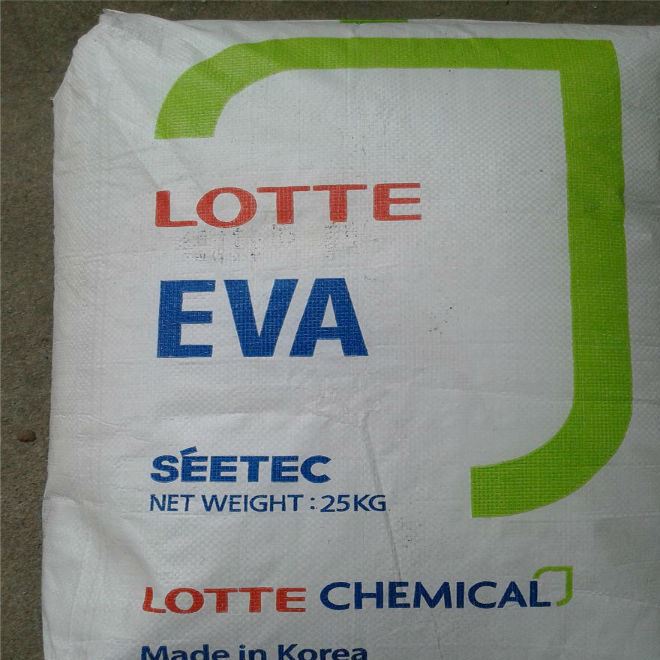 LOTTE
EVA
SÉETEC
NET WEIGHT : 25KG
LOTTE CHEMICAL
Made in Korea